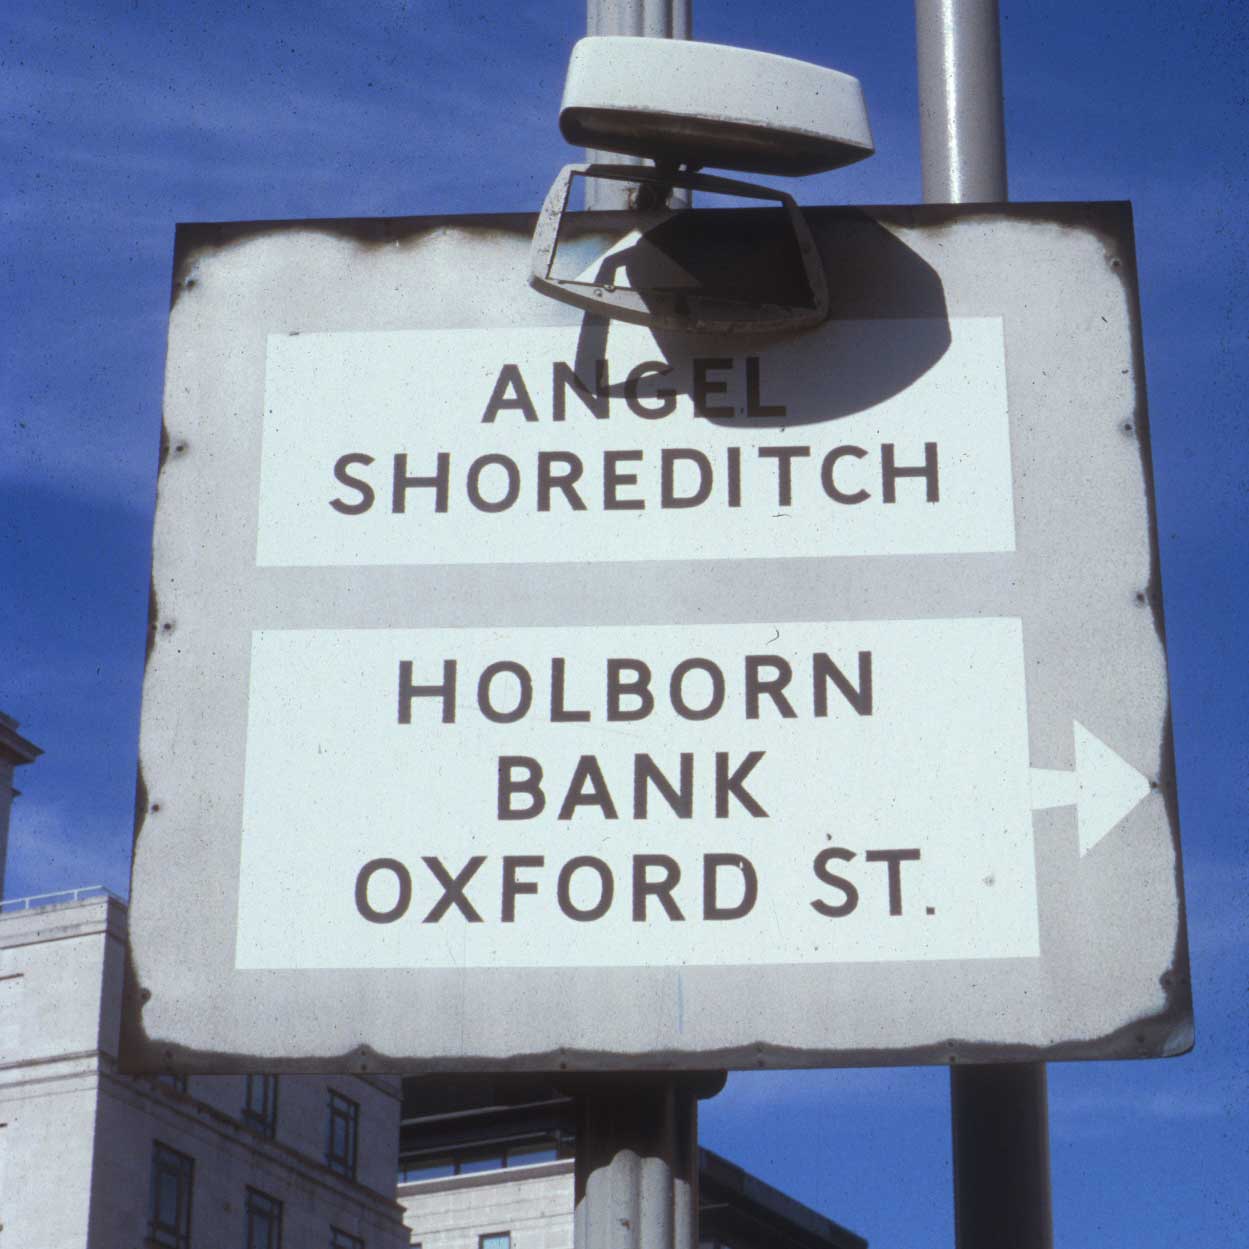 ANGEL
SHOREDITCH
HOLBORN
BANK
OXFORD ST.